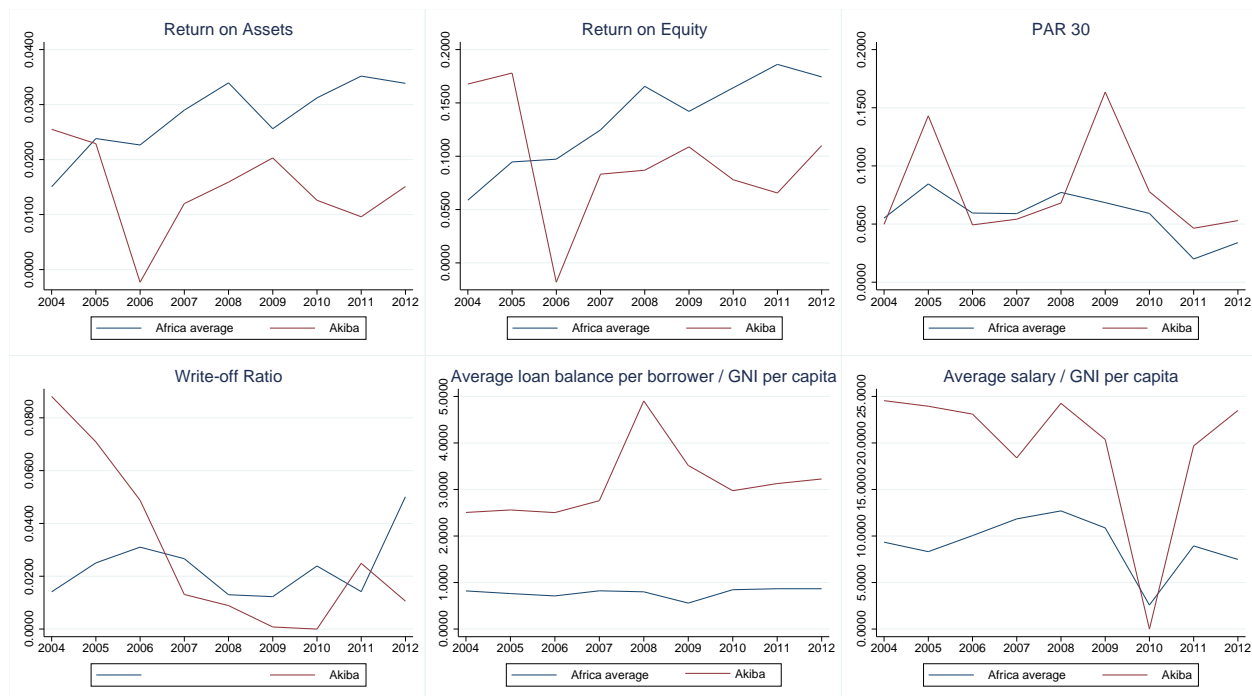 Return on Assets
0.0400
0.0300
0.0200
0.0100
0.0000
2004 2005 2006 2007 2008 2009 2010 2011 2012
Africa average Akiba
Return on Equity
0.2000
0.1500
0.1000
0.0500
0.0000
2004 2005 2006 2007 2008 2009 2010 2011 2012
Africa average Akiba
PAR 30
0.2000
0.1500
0.1000
0.0500
0.0000
2004 2005 2006 2007 2008 2009 2010 2011 2012
Africa average Akiba
Write-off Ratio
0.0800
0.0600
0.0400
0.0200
0.0000
2004 2005 2006 2007 2008 2009 2010 2011 2012
Akiba
Average loan balance per borrower / GNI per capita
5.0000
4.0000
3.0000
2.0000
1.0000
0.0000
2004 2005 2006 2007 2008 2009 2010 2011 2012
Africa average Akiba
Average salary / GNI per capita
25.0000
20.0000
15.0000
10.0000
5.0000
0.0000
2004 2005 2006 2007 2008 2009 2010 2011 2012
Africa average Akiba